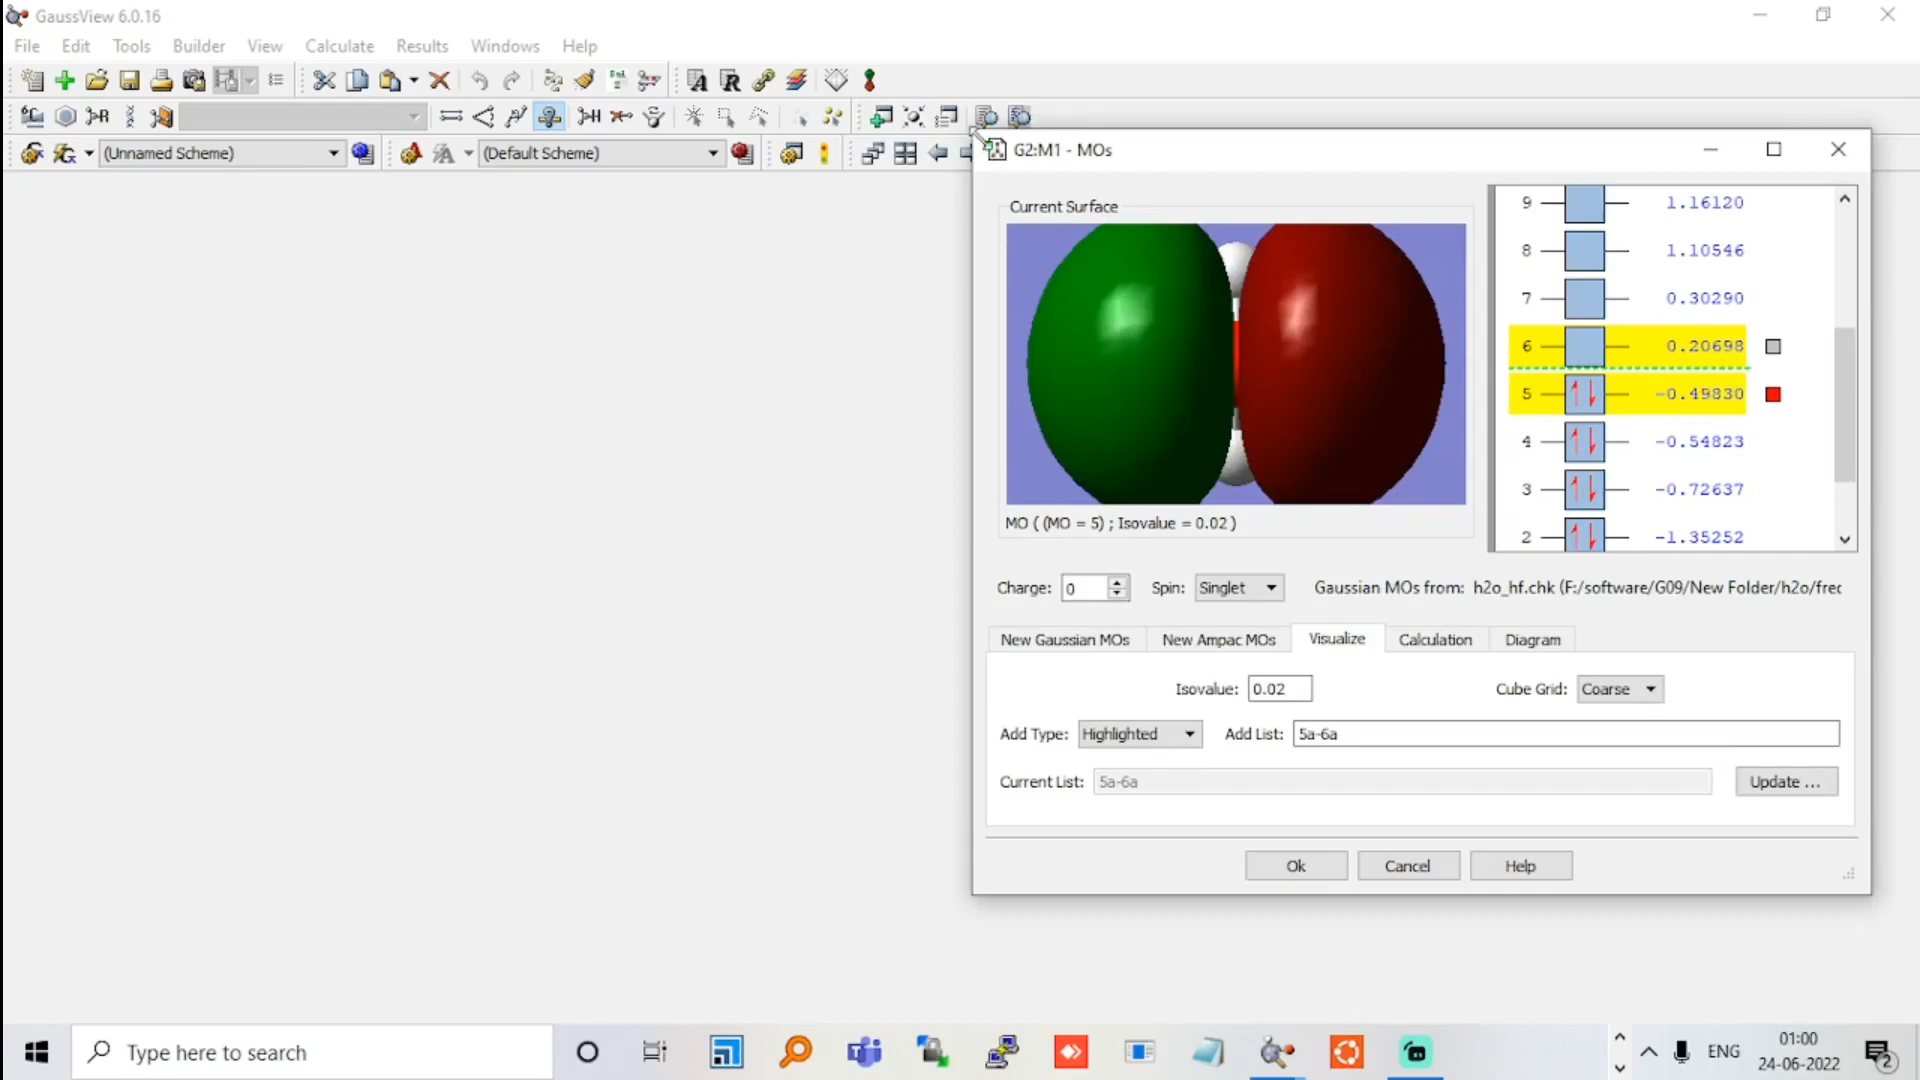 GaussView 6.0.16
File Edit Tools Builder View Calculate Results Windows Help
(Unnamed Scheme) (Default Scheme)
G2:M1 - MOs
Current Surface
MO ( (MO = 5) ; Isovalue = 0.02 )
9 1.16120
8 1.10546
7 0.30290
6 0.20698
5 -0.49830
4 -0.54823
3 -0.72637
2 -1.35252
Charge: 0 Spin: Singlet Gaussian MOs from: h2o_hf.chk (F:/software/G09/New Folder/h2o/freq
New Gaussian MOs New Ampac MOs Visualize Calculation Diagram
Isovalue: 0.02 Cube Grid: Coarse
Add Type: Highlighted Add List: 5a-6a
Current List: 5a-6a Update ...
Ok Cancel Help
Type here to search
ENG
01:00
24-06-2022
2